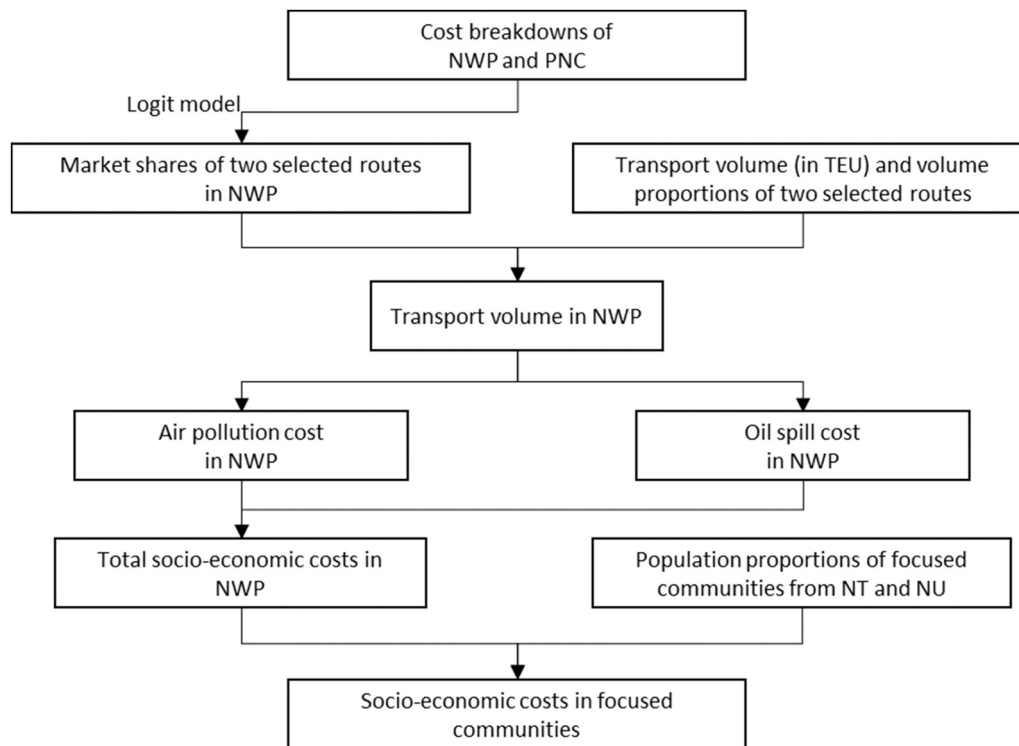 Cost breakdowns of
NWP and PNC
Logit model
Market shares of two selected routes
in NWP
Transport volume (in TEU) and volume
proportions of two selected routes
Transport volume in NWP
Air pollution cost
in NWP
Oil spill cost
in NWP
Total socio-economic costs in
NWP
Population proportions of focused
communities from NT and NU
Socio-economic costs in focused
communities